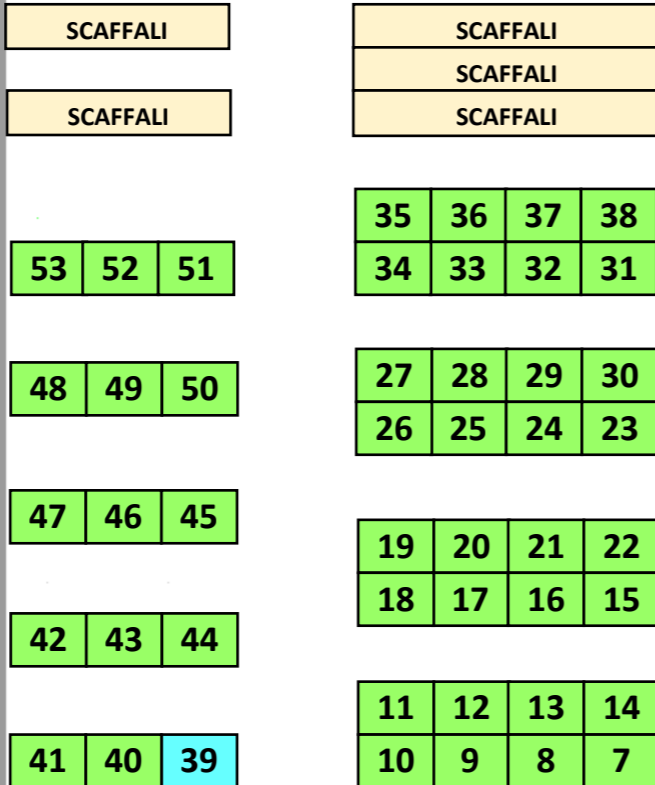 SCAFFALI
SCAFFALI
SCAFFALI
SCAFFALI
SCAFFALI
35 36 37 38
53 52 51
34 33 32 31
48 49 50
27 28 29 30
26 25 24 23
47 46 45
19 20 21 22
18 17 16 15
42 43 44
11 12 13 14
41 40 39
10 9 8 7